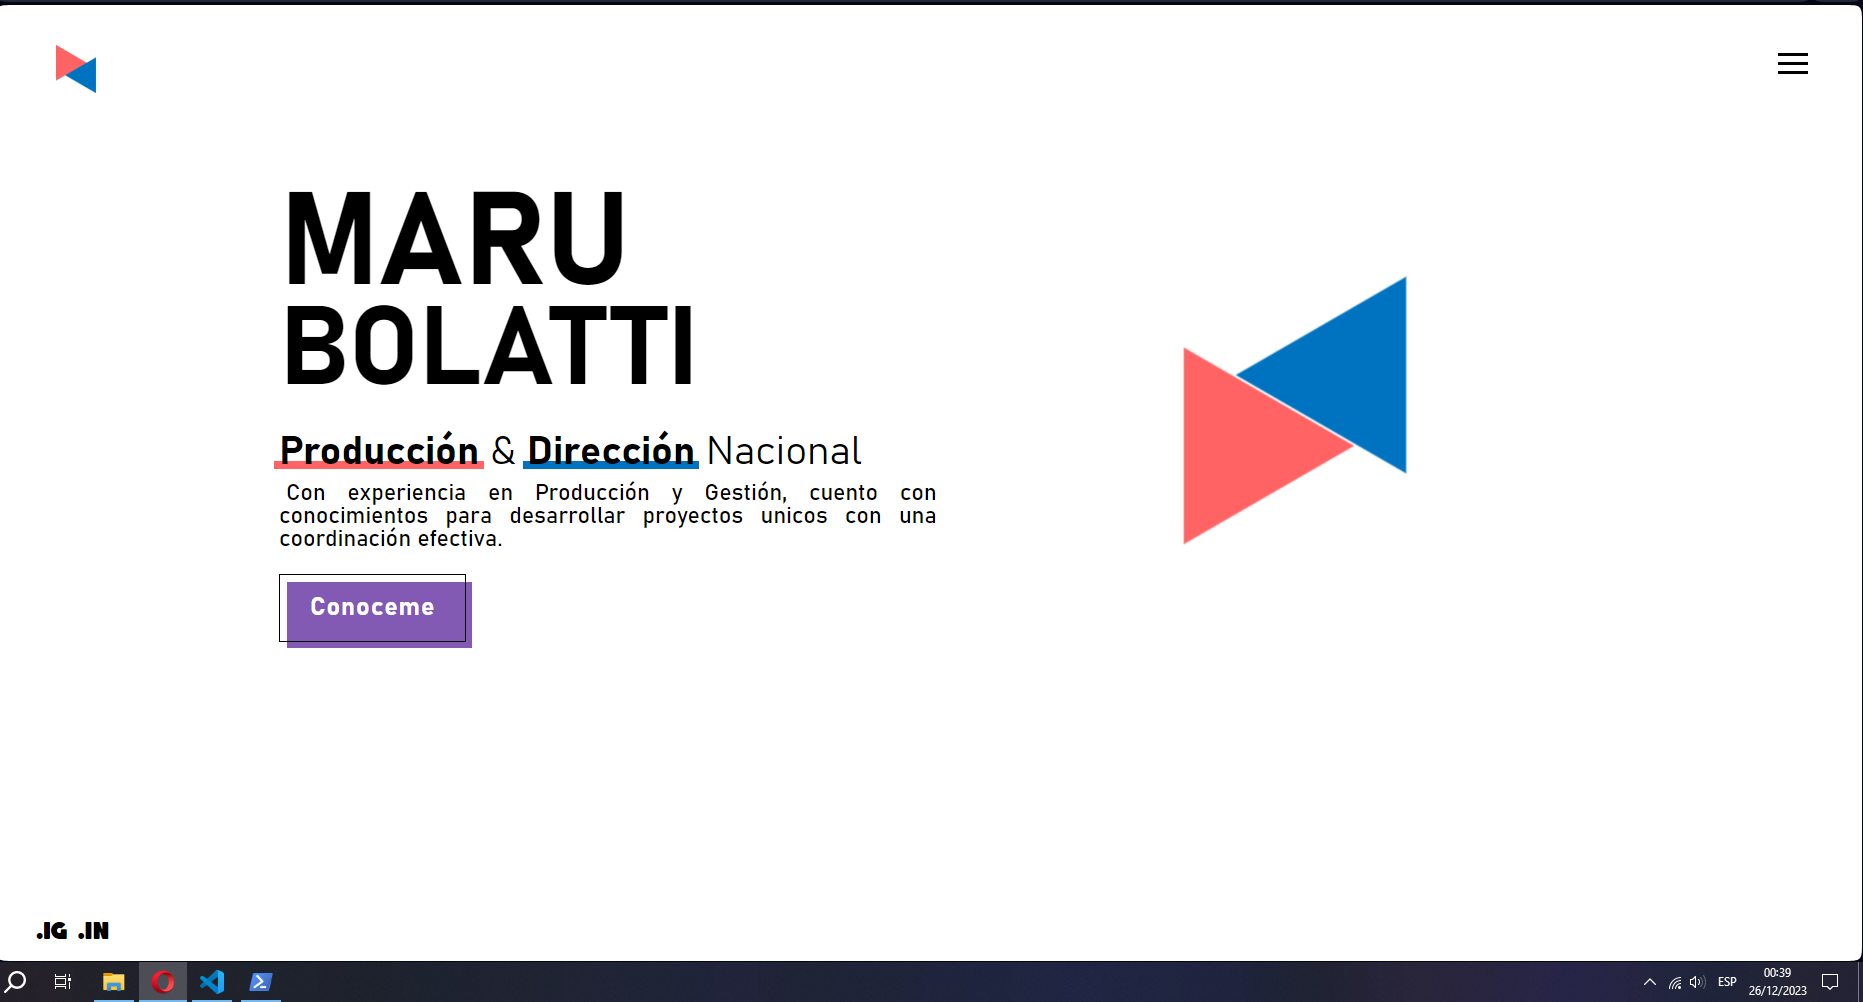 MARU
BOLATTI
Producción & Dirección Nacional
Con experiencia en Producción y Gestión, cuento con
conocimientos para desarrollar proyectos unicos con una
coordinación efectiva.
Conoceme
.IG .IN
ESP
00:39
26/12/2023